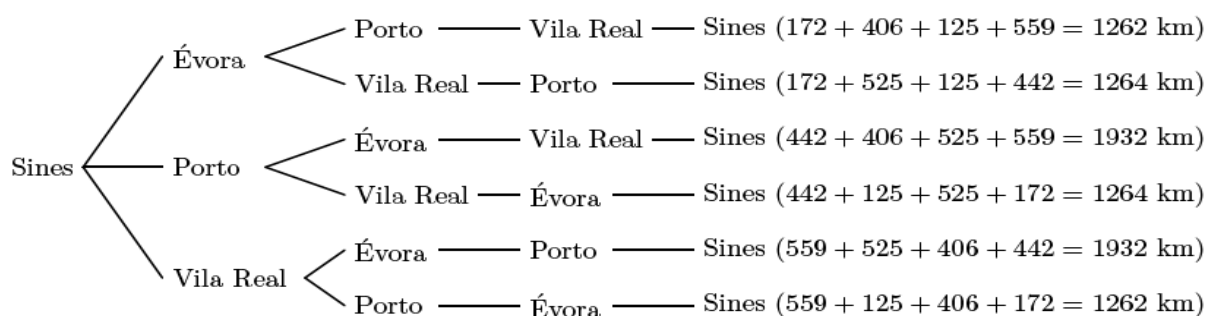 Porto Vila Real Sines (172 + 406 + 125 + 559 = 1262 km)
Évora
Vila Real Porto Sines (172 + 525 + 125 + 442 = 1264 km)
Évora Vila Real Sines (442 + 406 + 525 + 559 = 1932 km)
Sines Porto
Vila Real Évora Sines (442 + 125 + 525 + 172 = 1264 km)
Évora Porto Sines (559 + 525 + 406 + 442 = 1932 km)
Vila Real
Porto Évora Sines (559 + 125 + 406 + 172 = 1262 km)